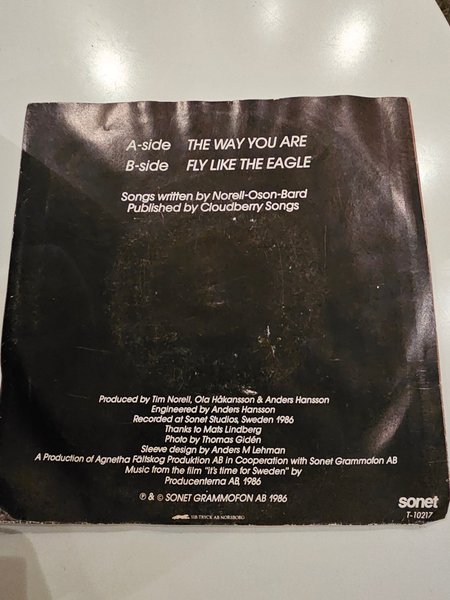 A-side THE WAY YOU ARE
B-side FLY LIKE THE EAGLE
Songs written by Norell-Oson-Bard
Published by Cloudberry Songs
Produced by Tim Norell, Ola Håkansson & Anders Hansson
Engineered by Anders Hansson
Recorded at Sonet Studios, Sweden 1986
Thanks to Mats Lindberg
Photo by Thomas Gidén
Sleeve design by Anders M Lehman
A Production of Agnetha Fältskog Produktion AB in Cooperation with Sonet Grammofon AB
Music from the film "It's time for Sweden" by
Producenterna AB, 1986
℗ & © SONET GRAMMOFON AB 1986
sonet
T-10217
SIB-TRYCK AB NORSBORG